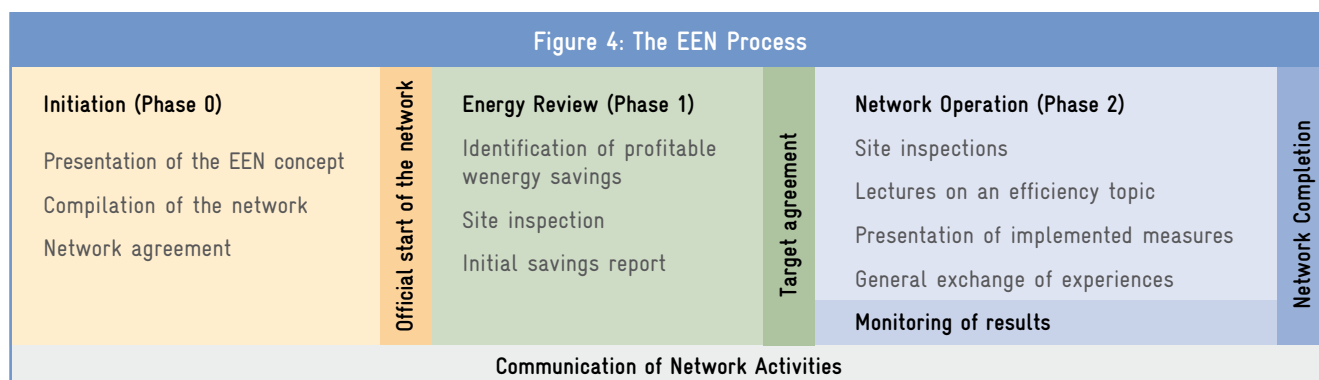 Figure 4: The EEN Process
Initiation (Phase 0)
Presentation of the EEN concept
Compilation of the network
Network agreement
Official start of the network
Energy Review (Phase 1)
Identification of profitable
wenergy savings
Site inspection
Initial savings report
Target agreement
Network Operation (Phase 2)
Site inspections
Lectures on an efficiency topic
Presentation of implemented measures
General exchange of experiences
Monitoring of results
Network Completion
Communication of Network Activities